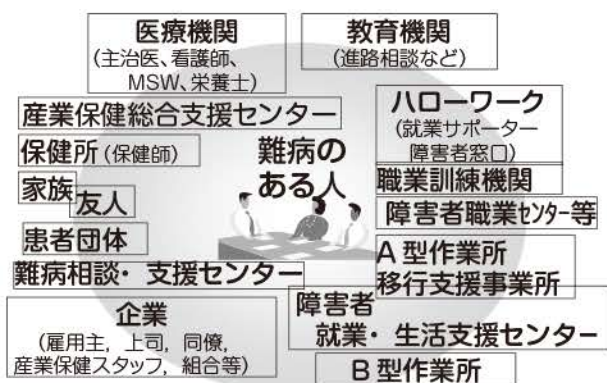 医療機関
(主治医、看護師、
MSW、栄養士)
教育機関
(進路相談など)
産業保健総合支援センター
保健所(保健師)
家族
友人
患者団体
難病相談・支援センター
企業
(雇用主, 上司, 同僚,
産業保健スタッフ, 組合等)
難病の
ある人
ハローワーク
(就業サポーター
障害者窓口)
職業訓練機関
障害者職業センター等
A型作業所
移行支援事業所
障害者
就業・生活支援センター
B型作業所